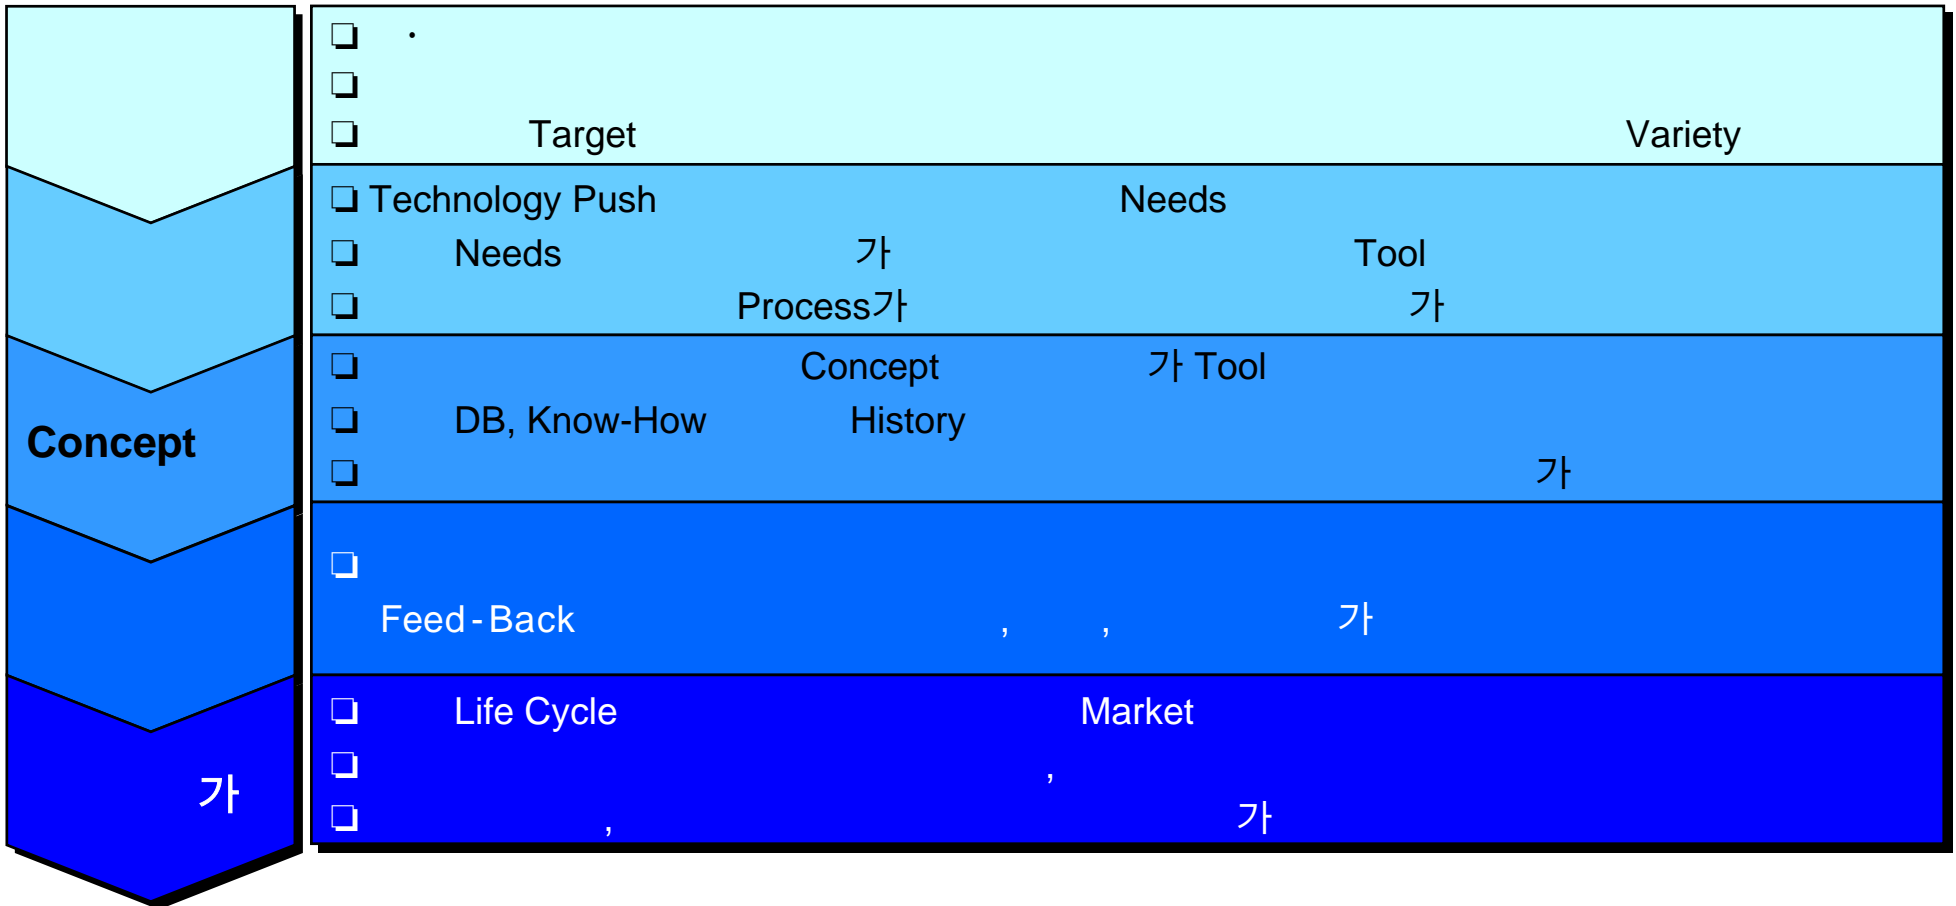 ❏ ·
❏
❏ Target Variety
❏ Technology Push Needs
❏ Needs 가 Tool
❏ Process가 가
Concept
❏ Concept 가 Tool
❏ DB, Know-How History
❏ 가
❏
Feed-Back , , 가
가
❏ Life Cycle Market
❏ ,
❏ , 가